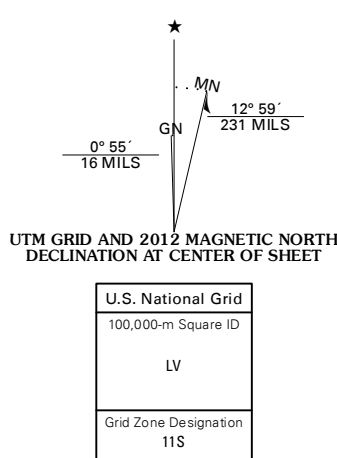 ★
MN
GN
12° 59´
231 MILS
0° 55´
16 MILS
UTM GRID AND 2012 MAGNETIC NORTH
DECLINATION AT CENTER OF SHEET
U.S. National Grid
100,000-m Square ID
LV
Grid Zone Designation
11S